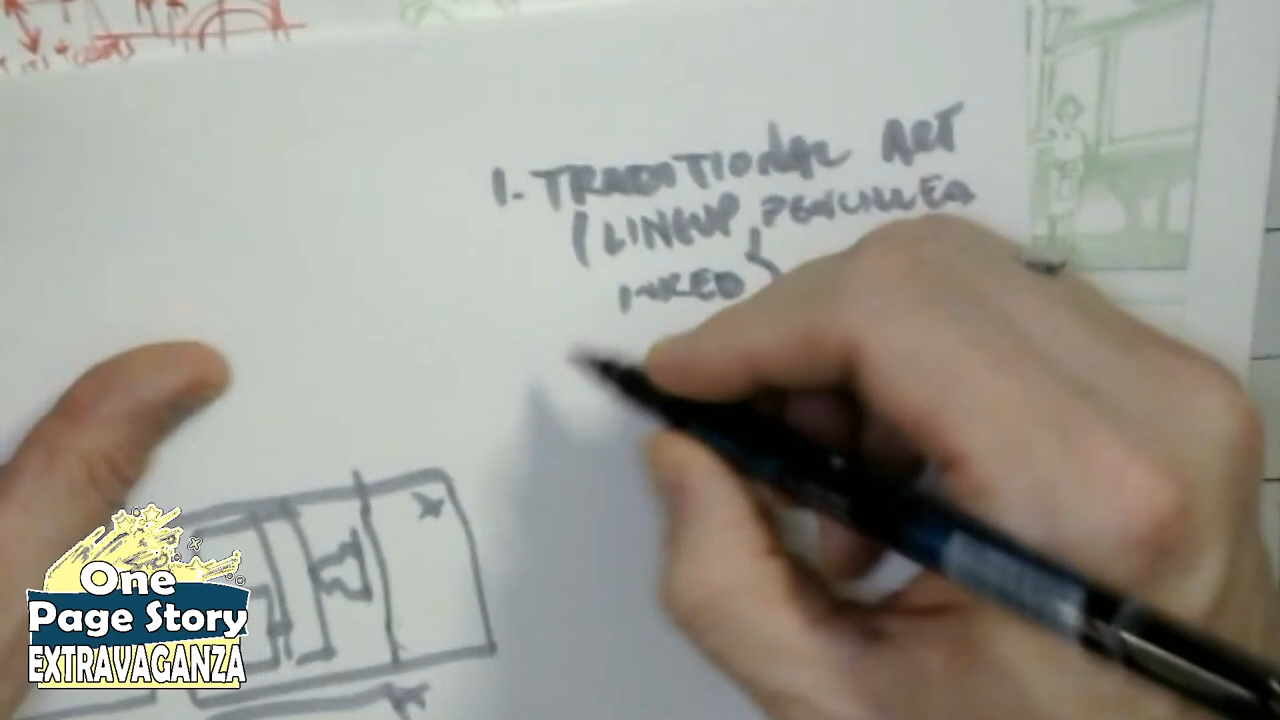 1. TRADITIONAL ART
(LINEUP, PENCILLED
INKED
One
Page Story
EXTRAVAGANZA